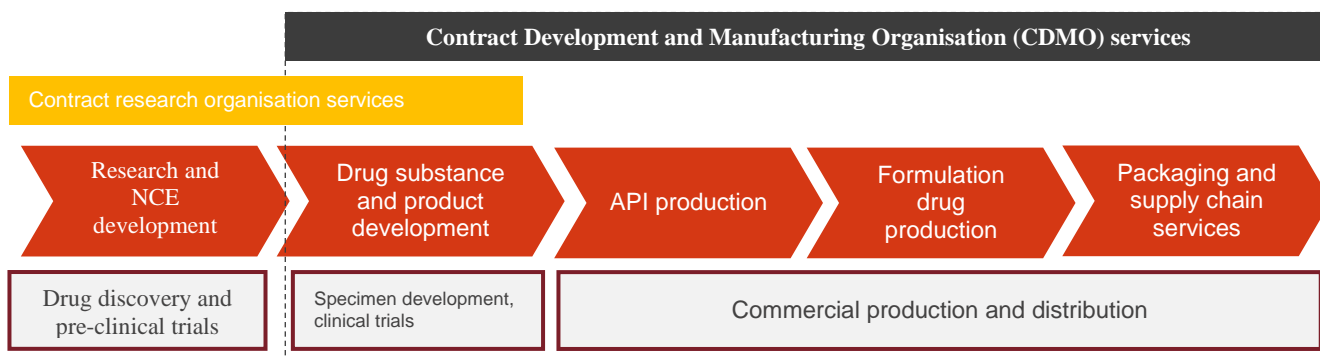 Contract Development and Manufacturing Organisation (CDMO) services
Contract research organisation services
Research and
NCE
development
Drug substance
and product
development
API production
Formulation
drug
production
Packaging and
supply chain
services
Drug discovery and
pre-clinical trials
Specimen development,
clinical trials
Commercial production and distribution